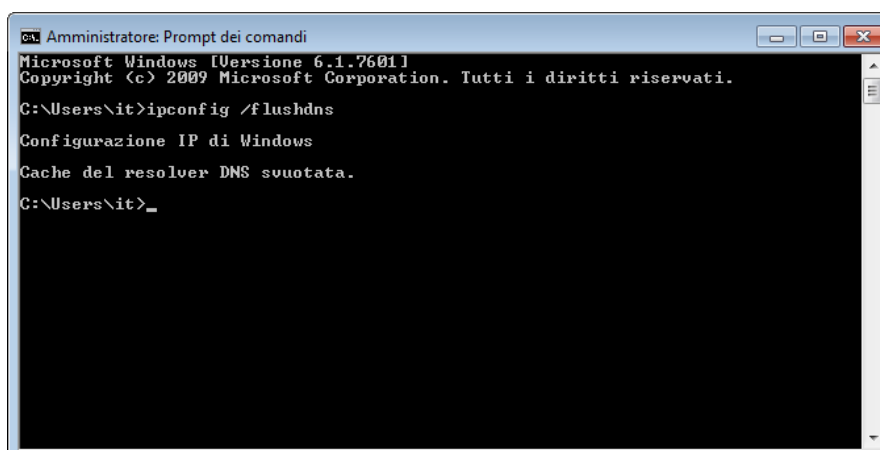 Amministratore: Prompt dei comandi
Microsoft Windows [Versione 6.1.7601]
Copyright (c) 2009 Microsoft Corporation. Tutti i diritti riservati.
C:\Users\it>ipconfig /flushdns
Configurazione IP di Windows
Cache del resolver DNS svuotata.
C:\Users\it>_